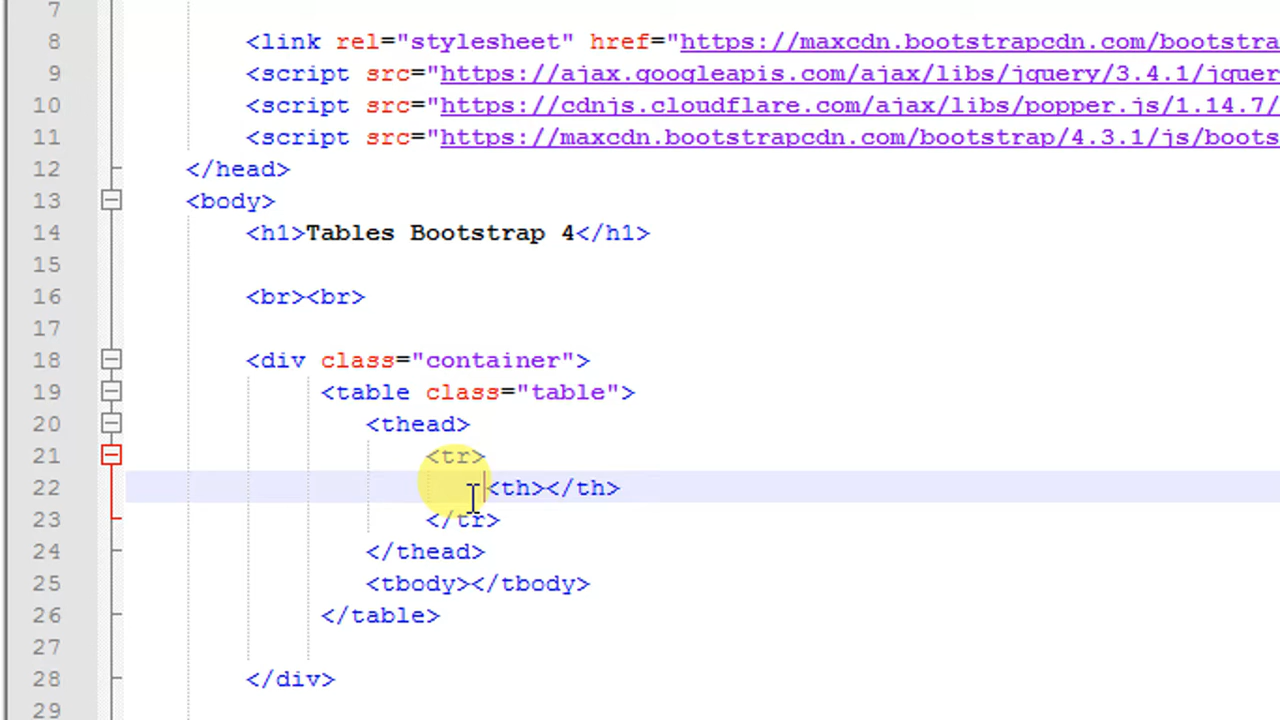 7
8 <link rel="stylesheet" href="https://maxcdn.bootstrapcdn.com/bootstra
9 <script src="https://ajax.googleapis.com/ajax/libs/jquery/3.4.1/jquer
10 <script src="https://cdnjs.cloudflare.com/ajax/libs/popper.js/1.14.7/
11 <script src="https://maxcdn.bootstrapcdn.com/bootstrap/4.3.1/js/boots
12 </head>
13 <body>
14 <h1>Tables Bootstrap 4</h1>
15
16 <br><br>
17
18 <div class="container">
19 <table class="table">
20 <thead>
21 <tr>
22 <th></th>
23 </tr>
24 </thead>
25 <tbody></tbody>
26 </table>
27
28 </div>
29